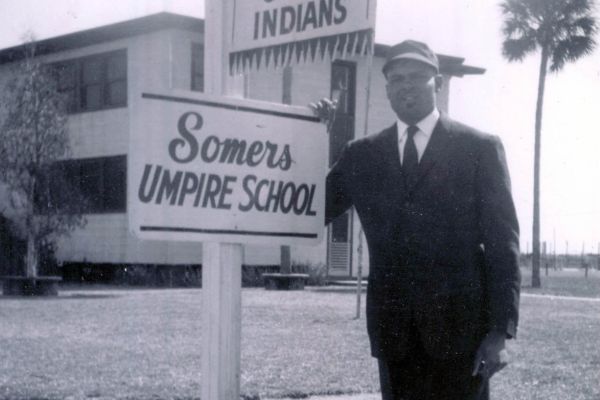 INDIANS
Somers
UMPIRE SCHOOL